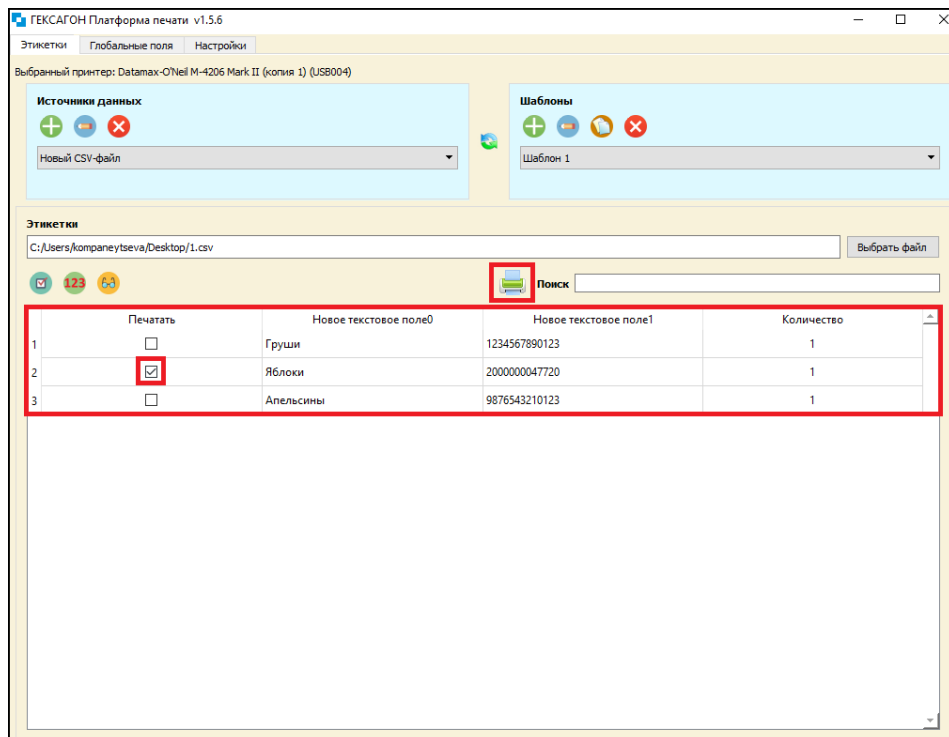 ГЕКСАГОН Платформа печати v1.5.6
Этикетки Глобальные поля Настройки
Выбранный принтер: Datamax-O'Neil M-4206 Mark II (копия 1) (USB004)
Источники данных
Новый CSV-файл
Шаблоны
Шаблон 1
Этикетки
C:/Users/kompaneytseva/Desktop/1.csv Выбрать файл
123 Поиск
Печатать Новое текстовое поле0 Новое текстовое поле1 Количество
1 Груши 1234567890123 1
2 Яблоки 2000000047720 1
3 Апельсины 9876543210123 1